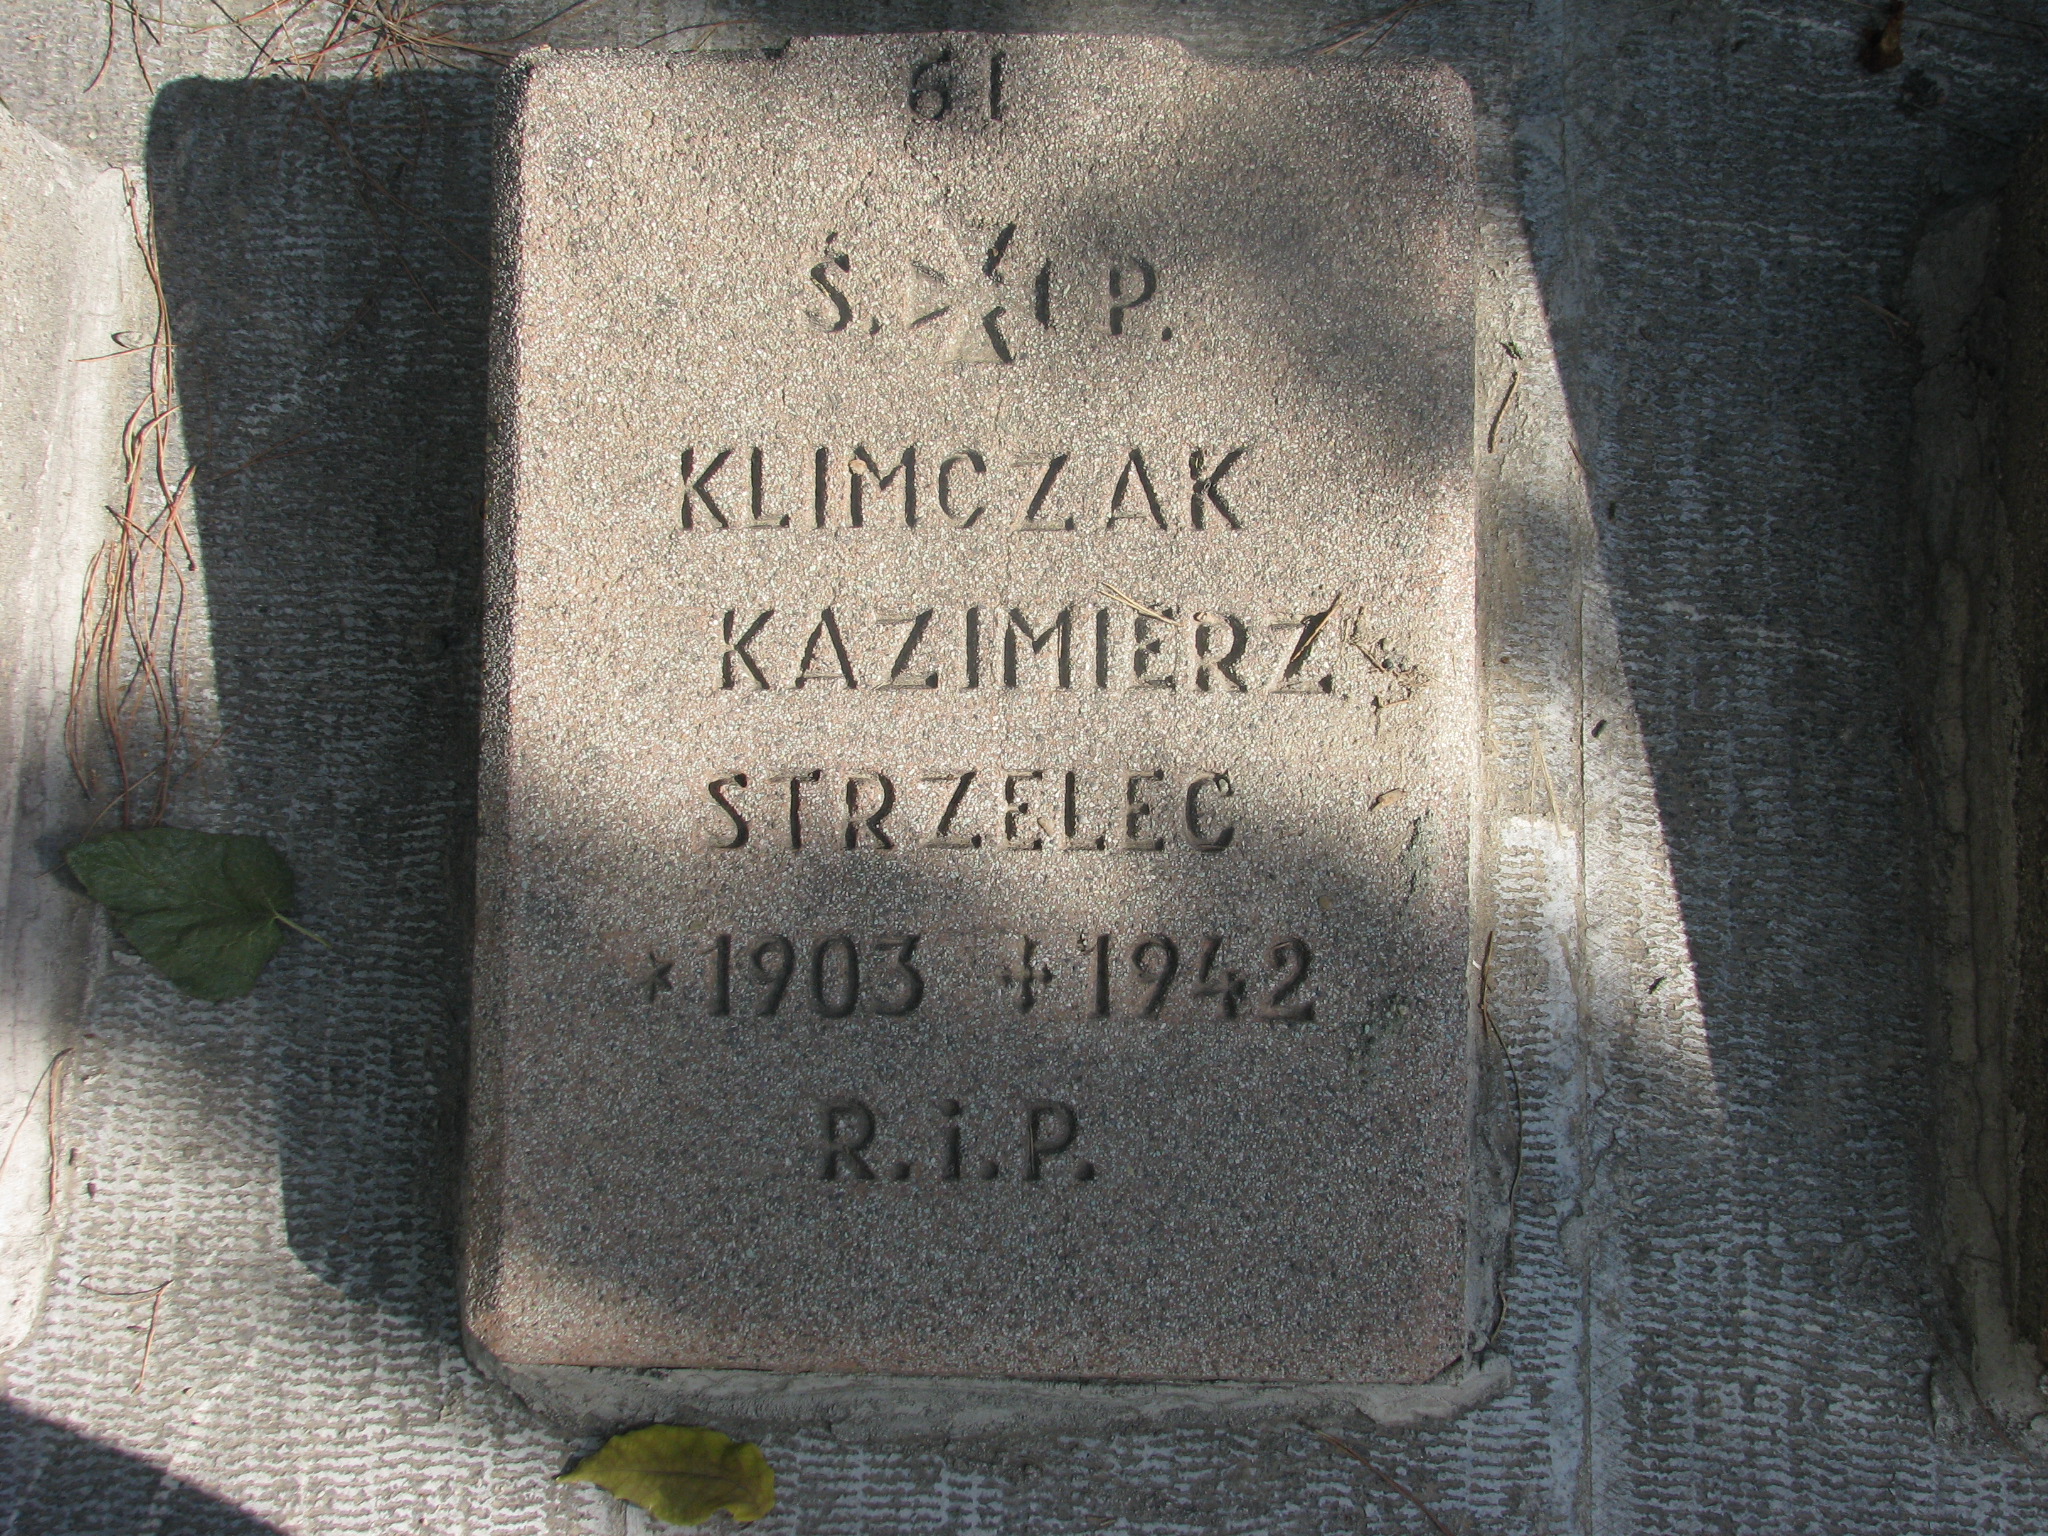 61
Ś. P.
KLIMCZAK
KAZIMIERZ
STRZELEC
* 1903 + 1942
R.i.P.